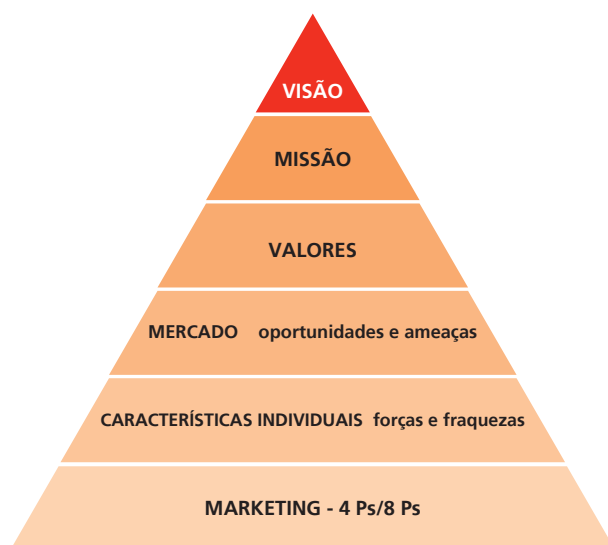 VISÃO
MISSÃO
VALORES
MERCADO oportunidades e ameaças
CARACTERÍSTICAS INDIVIDUAIS forças e fraquezas
MARKETING - 4 Ps/8 Ps